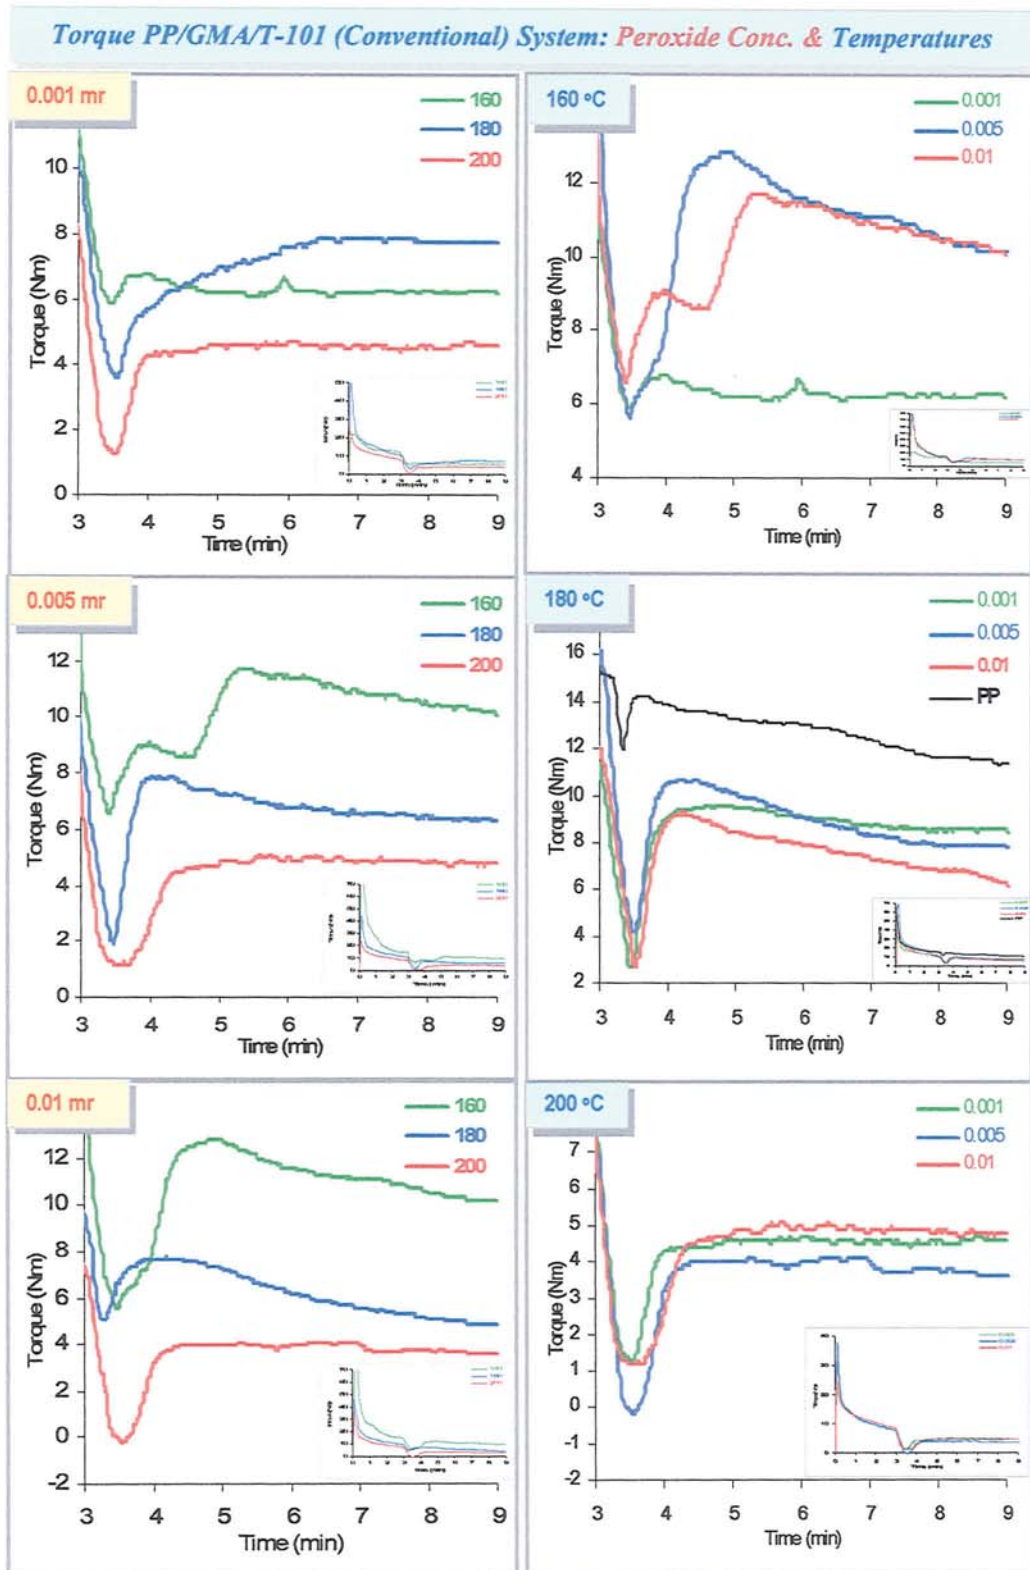 Torque PP/GMA/T-101 (Conventional) System: Peroxide Conc. & Temperatures
0.001 mr
160
180
200
10
8
6
4
2
0
Torque (Nm)
3 4 5 6 7 8 9
Time (min)
160 °C
0.001
0.005
0.01
12
10
8
6
4
Torque (Nm)
3 4 5 6 7 8 9
Time (min)
0.005 mr
160
180
200
12
10
8
6
4
2
0
Torque (Nm)
3 4 5 6 7 8 9
Time (min)
180 °C
0.001
0.005
0.01
PP
16
14
12
10
8
6
4
2
Torque (Nm)
3 4 5 6 7 8 9
Time (min)
0.01 mr
160
180
200
12
10
8
6
4
2
0
-2
Torque (Nm)
3 4 5 6 7 8 9
Time (min)
200 °C
0.001
0.005
0.01
7
6
5
4
3
2
1
0
-1
-2
Torque (Nm)
3 4 5 6 7 8 9
Time (min)